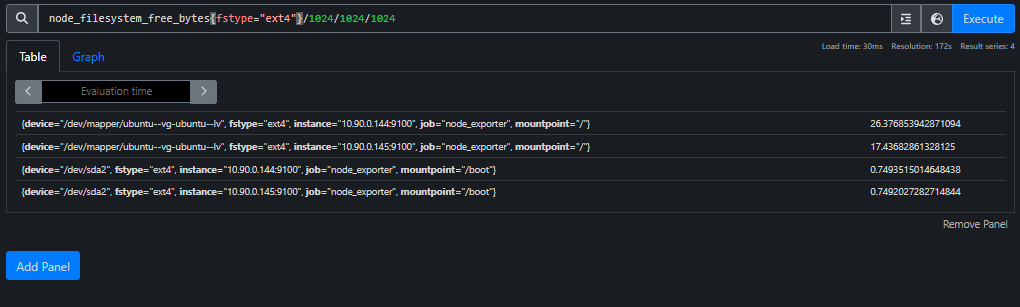 node_filesystem_free_bytes{fstype="ext4"}/1024/1024/1024
Execute
Table
Graph
Load time: 30ms Resolution: 172s Result series: 4
Evaluation time
{device="/dev/mapper/ubuntu--vg-ubuntu--lv", fstype="ext4", instance="10.90.0.144:9100", job="node_exporter", mountpoint="/"} 26.376853942871094
{device="/dev/mapper/ubuntu--vg-ubuntu--lv", fstype="ext4", instance="10.90.0.145:9100", job="node_exporter", mountpoint="/"} 17.43682861328125
{device="/dev/sda2", fstype="ext4", instance="10.90.0.144:9100", job="node_exporter", mountpoint="/boot"} 0.7493515014648438
{device="/dev/sda2", fstype="ext4", instance="10.90.0.145:9100", job="node_exporter", mountpoint="/boot"} 0.7492027282714844
Remove Panel
Add Panel